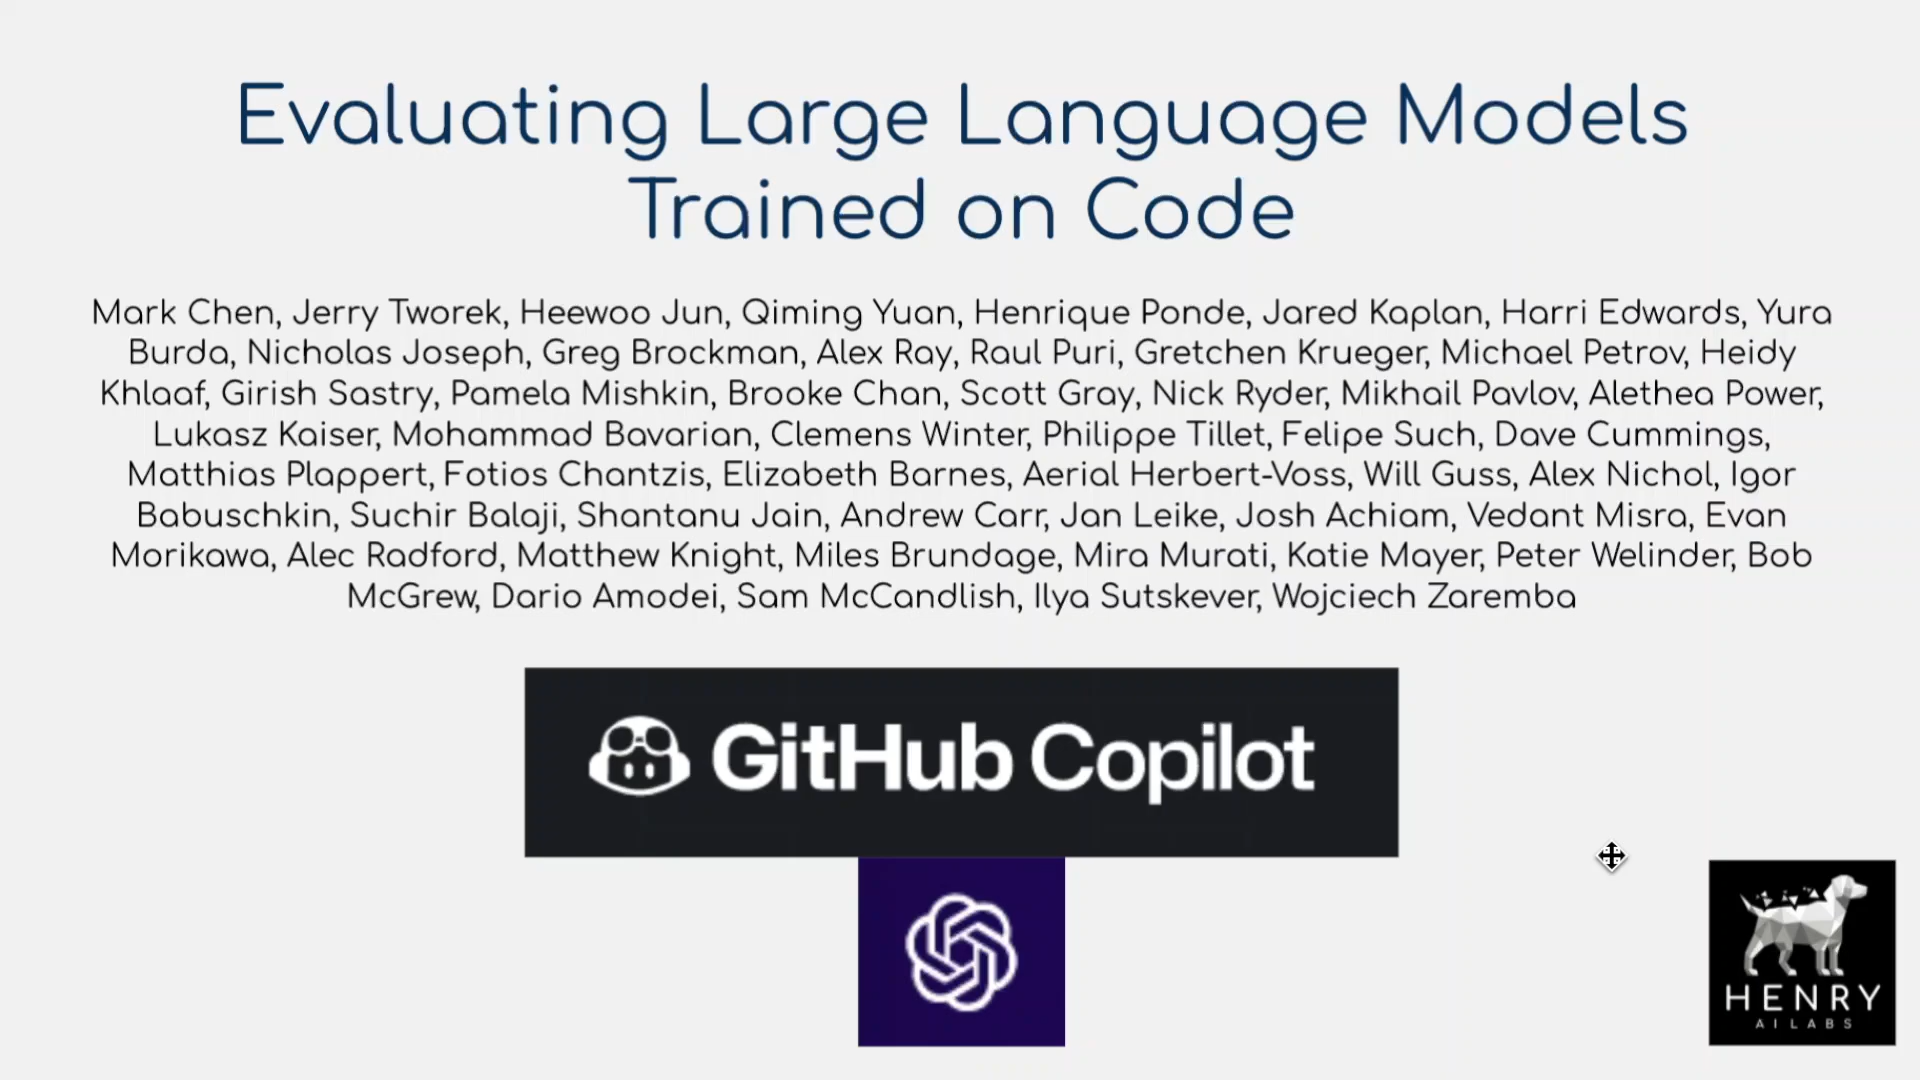 Evaluating Large Language Models
Trained on Code
Mark Chen, Jerry Tworek, Heewoo Jun, Qiming Yuan, Henrique Ponde, Jared Kaplan, Harri Edwards, Yura
Burda, Nicholas Joseph, Greg Brockman, Alex Ray, Raul Puri, Gretchen Krueger, Michael Petrov, Heidy
Khlaaf, Girish Sastry, Pamela Mishkin, Brooke Chan, Scott Gray, Nick Ryder, Mikhail Pavlov, Alethea Power,
Lukasz Kaiser, Mohammad Bavarian, Clemens Winter, Philippe Tillet, Felipe Such, Dave Cummings,
Matthias Plappert, Fotios Chantzis, Elizabeth Barnes, Aerial Herbert-Voss, Will Guss, Alex Nichol, Igor
Babuschkin, Suchir Balaji, Shantanu Jain, Andrew Carr, Jan Leike, Josh Achiam, Vedant Misra, Evan
Morikawa, Alec Radford, Matthew Knight, Miles Brundage, Mira Murati, Katie Mayer, Peter Welinder, Bob
McGrew, Dario Amodei, Sam McCandlish, Ilya Sutskever, Wojciech Zaremba
GitHub Copilot
HENRY
AI LABS